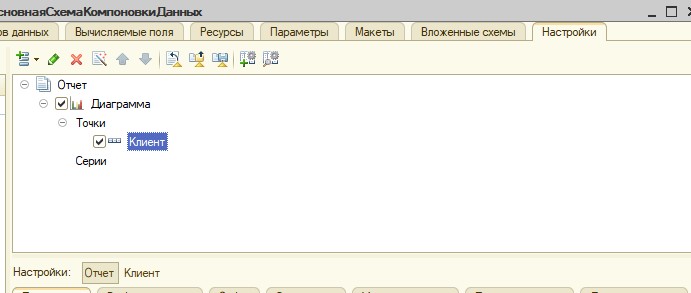 сновнаяСхемаКомпоновкиДанных
ов данных Вычисляемые поля Ресурсы Параметры Макеты Вложенные схемы Настройки
Отчет
Диаграмма
Точки
Клиент
Серии
Настройки: Отчет Клиент